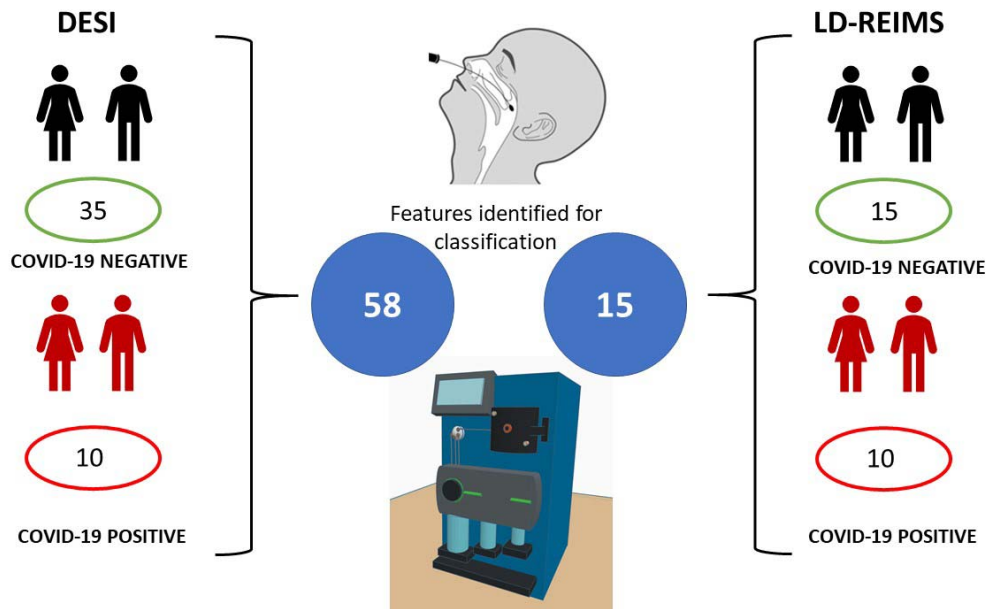 DESI
35
COVID-19 NEGATIVE
10
COVID-19 POSITIVE
Features identified for
classification
58
15
LD-REIMS
15
COVID-19 NEGATIVE
10
COVID-19 POSITIVE